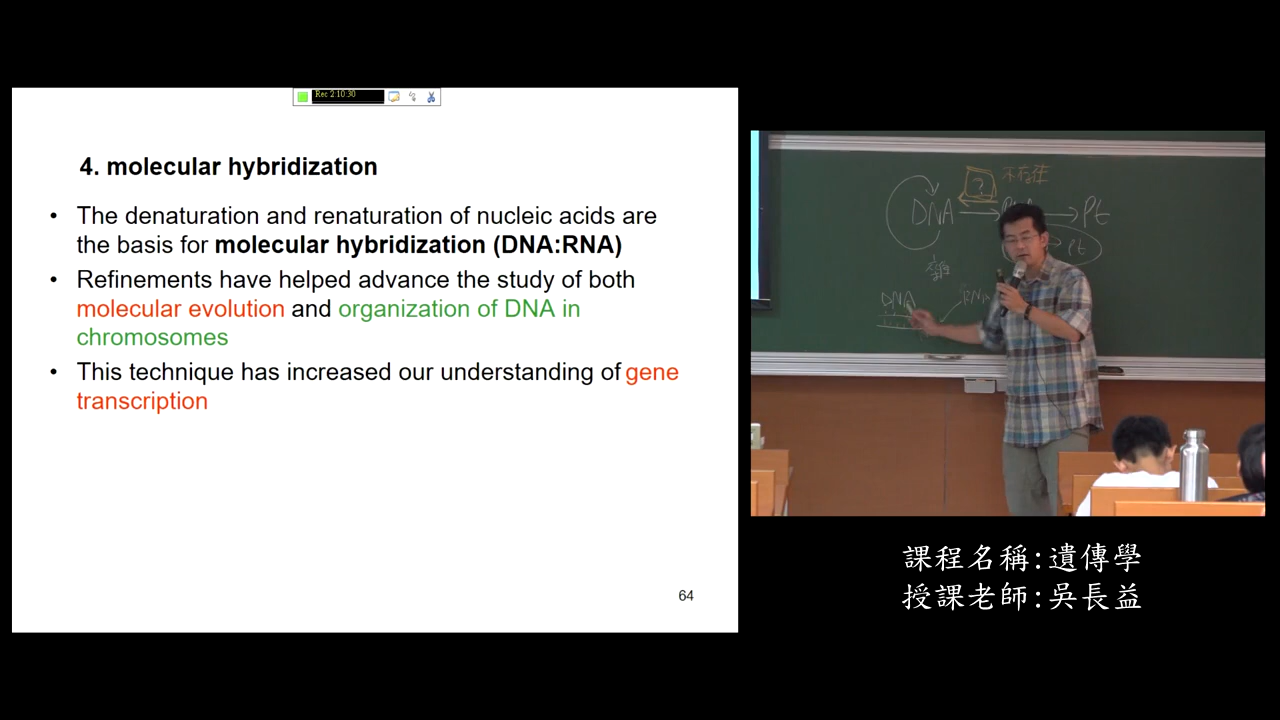 Rec 2:10:30
4. molecular hybridization
• The denaturation and renaturation of nucleic acids are
the basis for molecular hybridization (DNA:RNA)
• Refinements have helped advance the study of both
molecular evolution and organization of DNA in
chromosomes
• This technique has increased our understanding of gene
transcription
64
? 不存在
DNA → → Pt
→ Pt
DNA
課程名稱:遺傳學
授課老師:吳長益